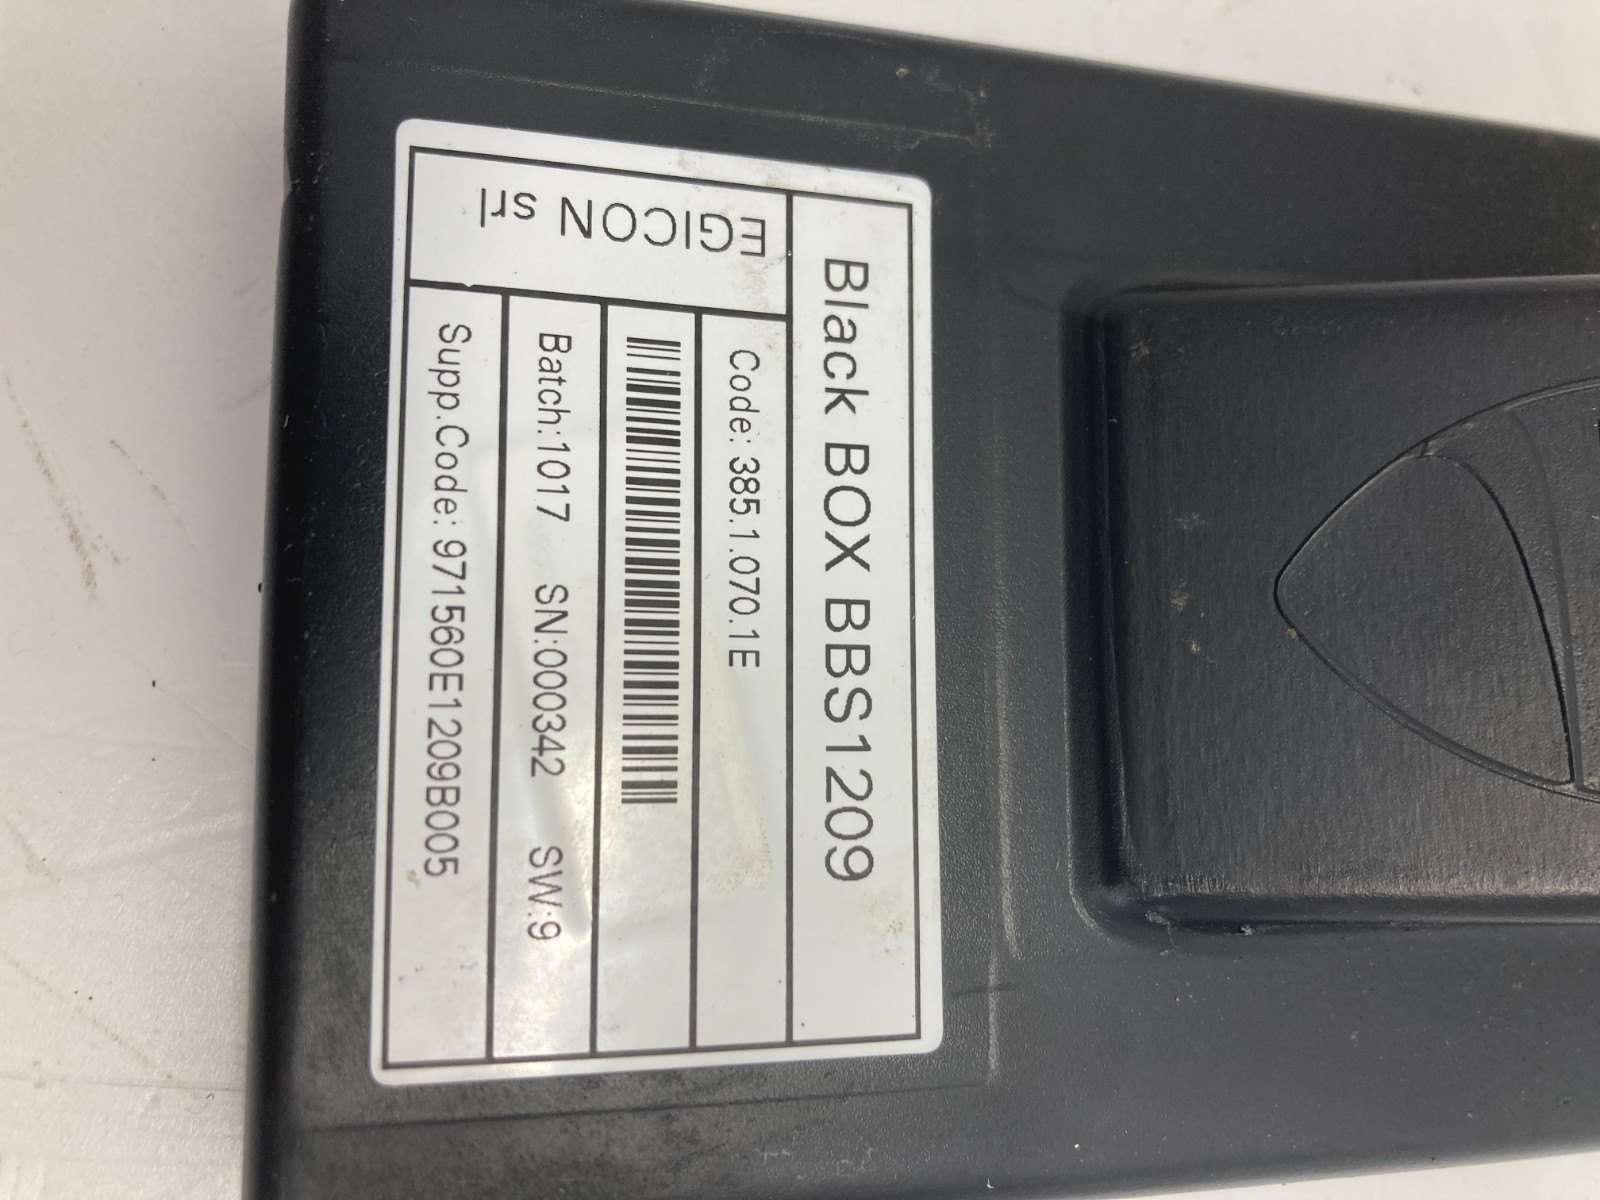 Black BOX BBS1209
EGICON srl
Code: 385.1.070.1E
Batch:1017 SN:000342 SW:9
Supp.Code: 971560E1209B005